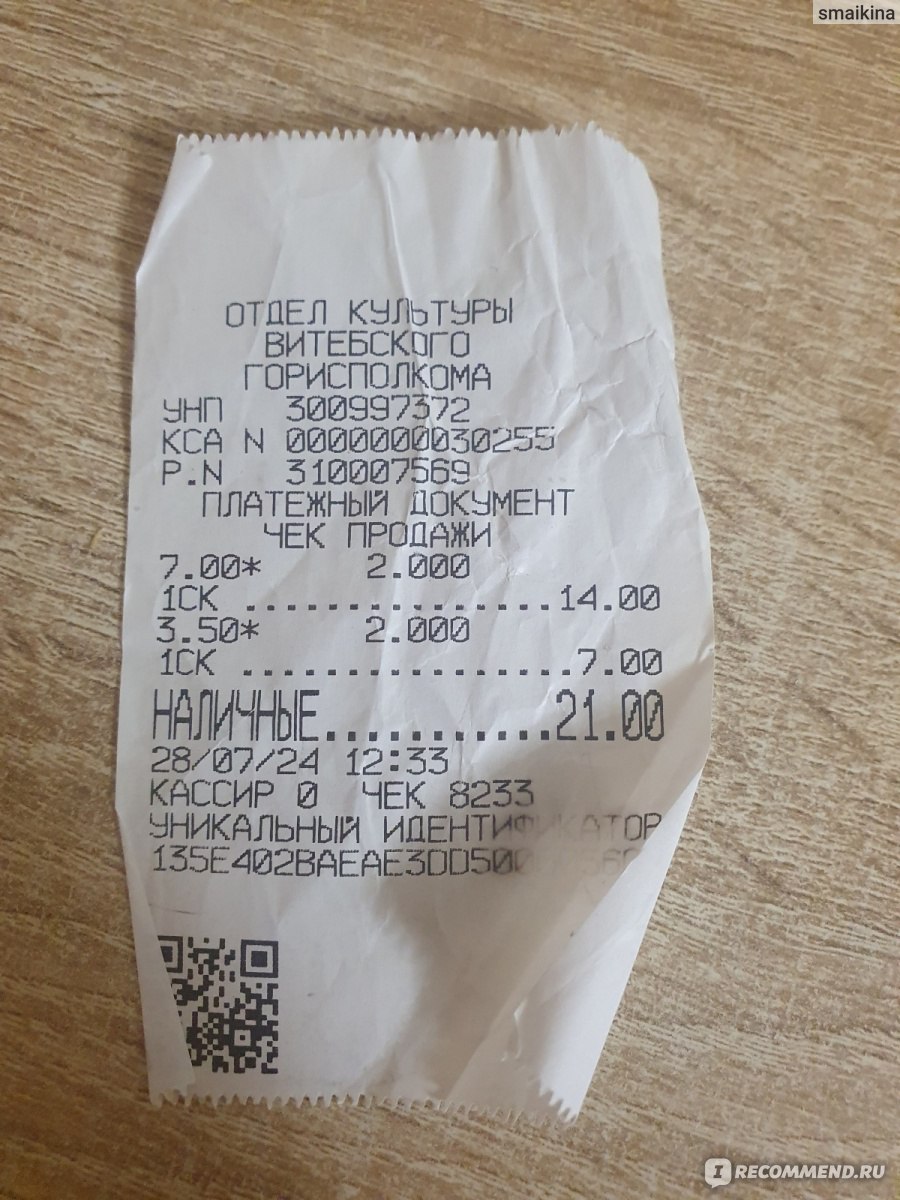 smaikina
ОТДЕЛ КУЛЬТУРЫ
ВИТЕБСКОГО
ГОРИСПОЛКОМА
УНП 300997372
КСА N 0000000030255
Р.N 310007569
ПЛАТЕЖНЫЙ ДОКУМЕНТ
ЧЕК ПРОДАЖИ
7.00* 2.000
1СК ...............14.00
3.50* 2.000
1СК ................7.00
НАЛИЧНЫЕ...........21.00
28/07/24 12:33
КАССИР 0 ЧЕК 8233
УНИКАЛЬНЫЙ ИДЕНТИФИКАТОР
IRECOMMEND.RU